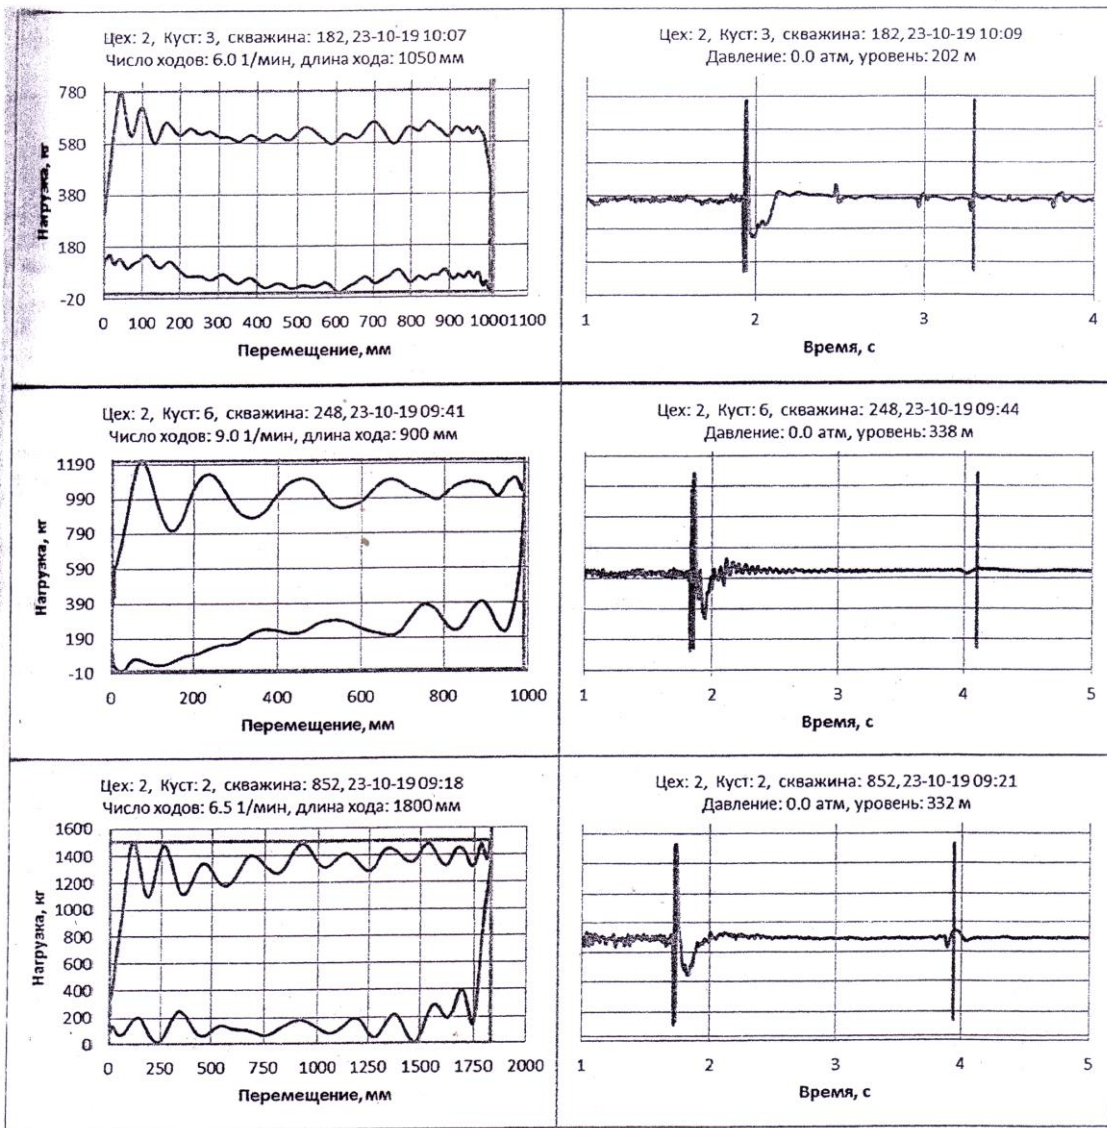 Цех: 2, Куст: 3, скважина: 182, 23-10-19 10:07
Число ходов: 6.0 1/мин, длина хода: 1050 мм
780
580
380
180
-20
Нагрузка, кг
0 100 200 300 400 500 600 700 800 900 1000 1100
Перемещение, мм
Цех: 2, Куст: 3, скважина: 182, 23-10-19 10:09
Давление: 0.0 атм, уровень: 202 м
1 2 3 4
Время, с
Цех: 2, Куст: 6, скважина: 248, 23-10-19 09:41
Число ходов: 9.0 1/мин, длина хода: 900 мм
1190
990
790
590
390
190
-10
Нагрузка, кг
0 200 400 600 800 1000
Перемещение, мм
Цех: 2, Куст: 6, скважина: 248, 23-10-19 09:44
Давление: 0.0 атм, уровень: 338 м
1 2 3 4 5
Время, с
Цех: 2, Куст: 2, скважина: 852, 23-10-19 09:18
Число ходов: 6.5 1/мин, длина хода: 1800 мм
1600
1400
1200
1000
800
600
400
200
0
Нагрузка, кг
0 250 500 750 1000 1250 1500 1750 2000
Перемещение, мм
Цех: 2, Куст: 2, скважина: 852, 23-10-19 09:21
Давление: 0.0 атм, уровень: 332 м
1 2 3 4 5
Время, с